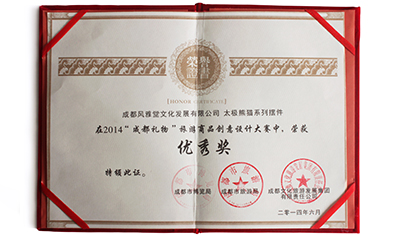 荣誉
證書
HONOR CERTIFICATE
成都风雅堂文化发展有限公司 太极熊猫系列摆件
在2014“成都礼物”旅游商品创意设计大赛中，荣获
优秀奖
特颁此证。
成都市博览局 成都市旅游局 成都文化旅游发展集团
有限责任公司
二〇一四年六月